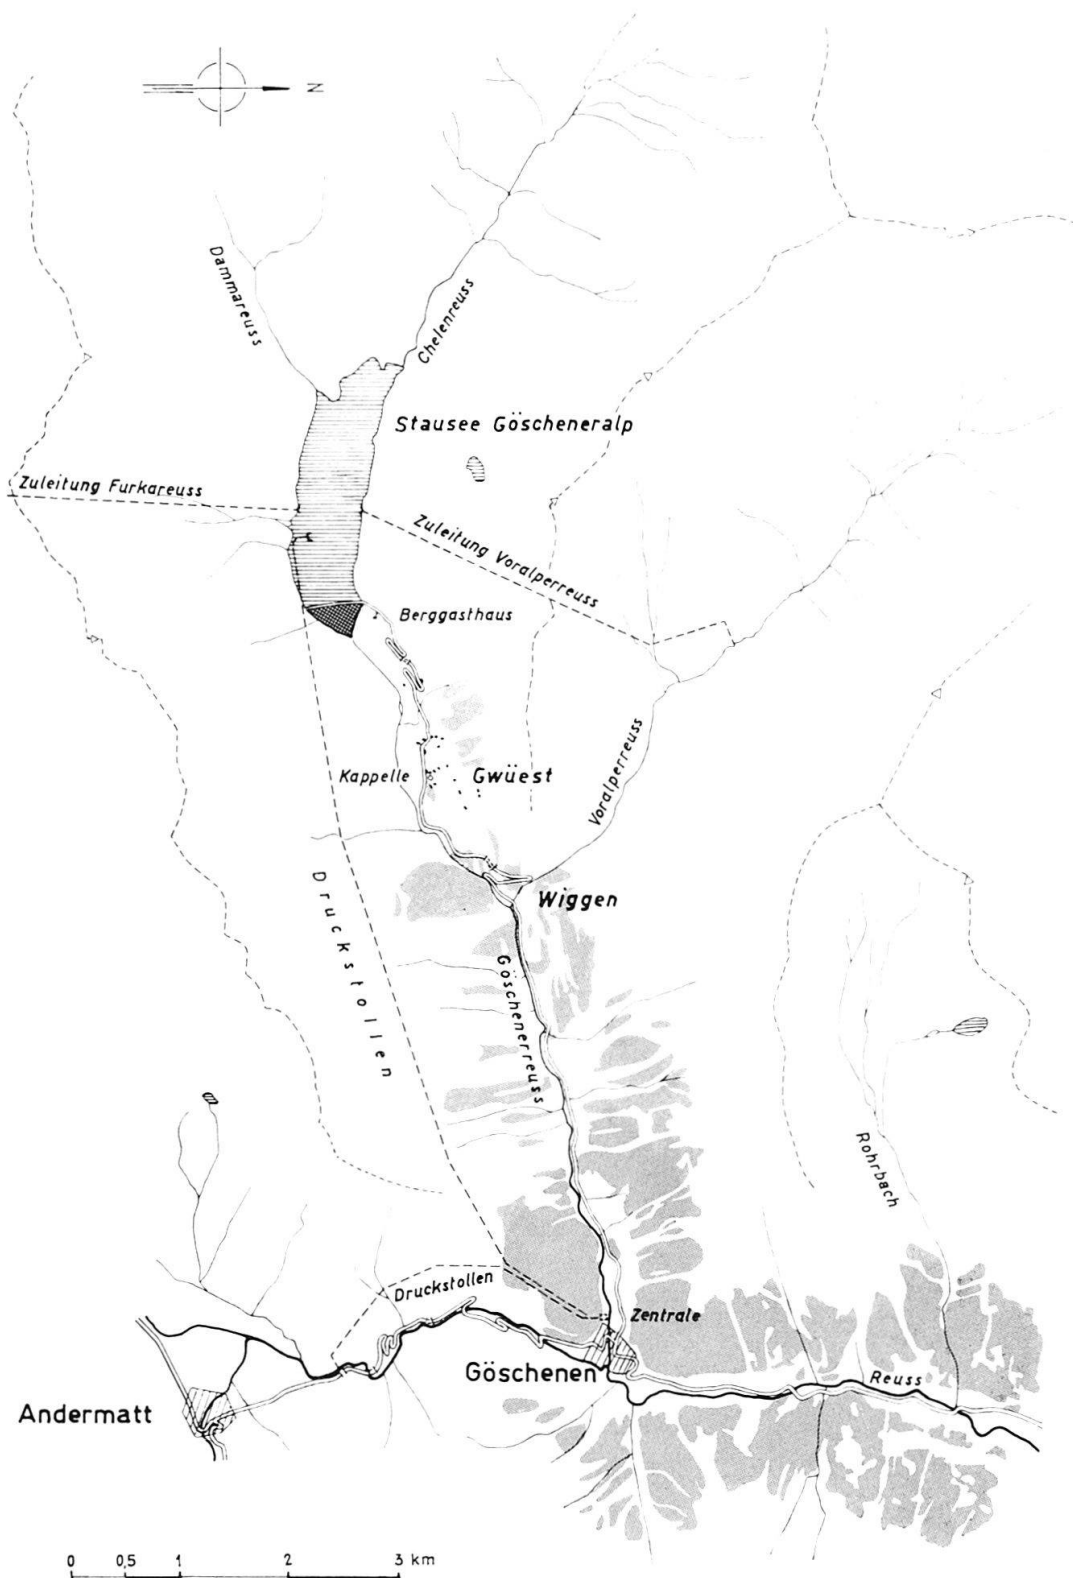 N
Dammareuss
Chelenreuss
Stausee Göscheneralp
Zuleitung Furkareuss
Zuleitung Voralperreuss
Berggasthaus
Kappelle
Gwüest
Voralperreuss
Druckstollen
Wiggen
Göschenerreuss
Rohrbach
Druckstollen
Zentrale
Göschenen
Reuss
Andermatt
0 0,5 1 2 3 km